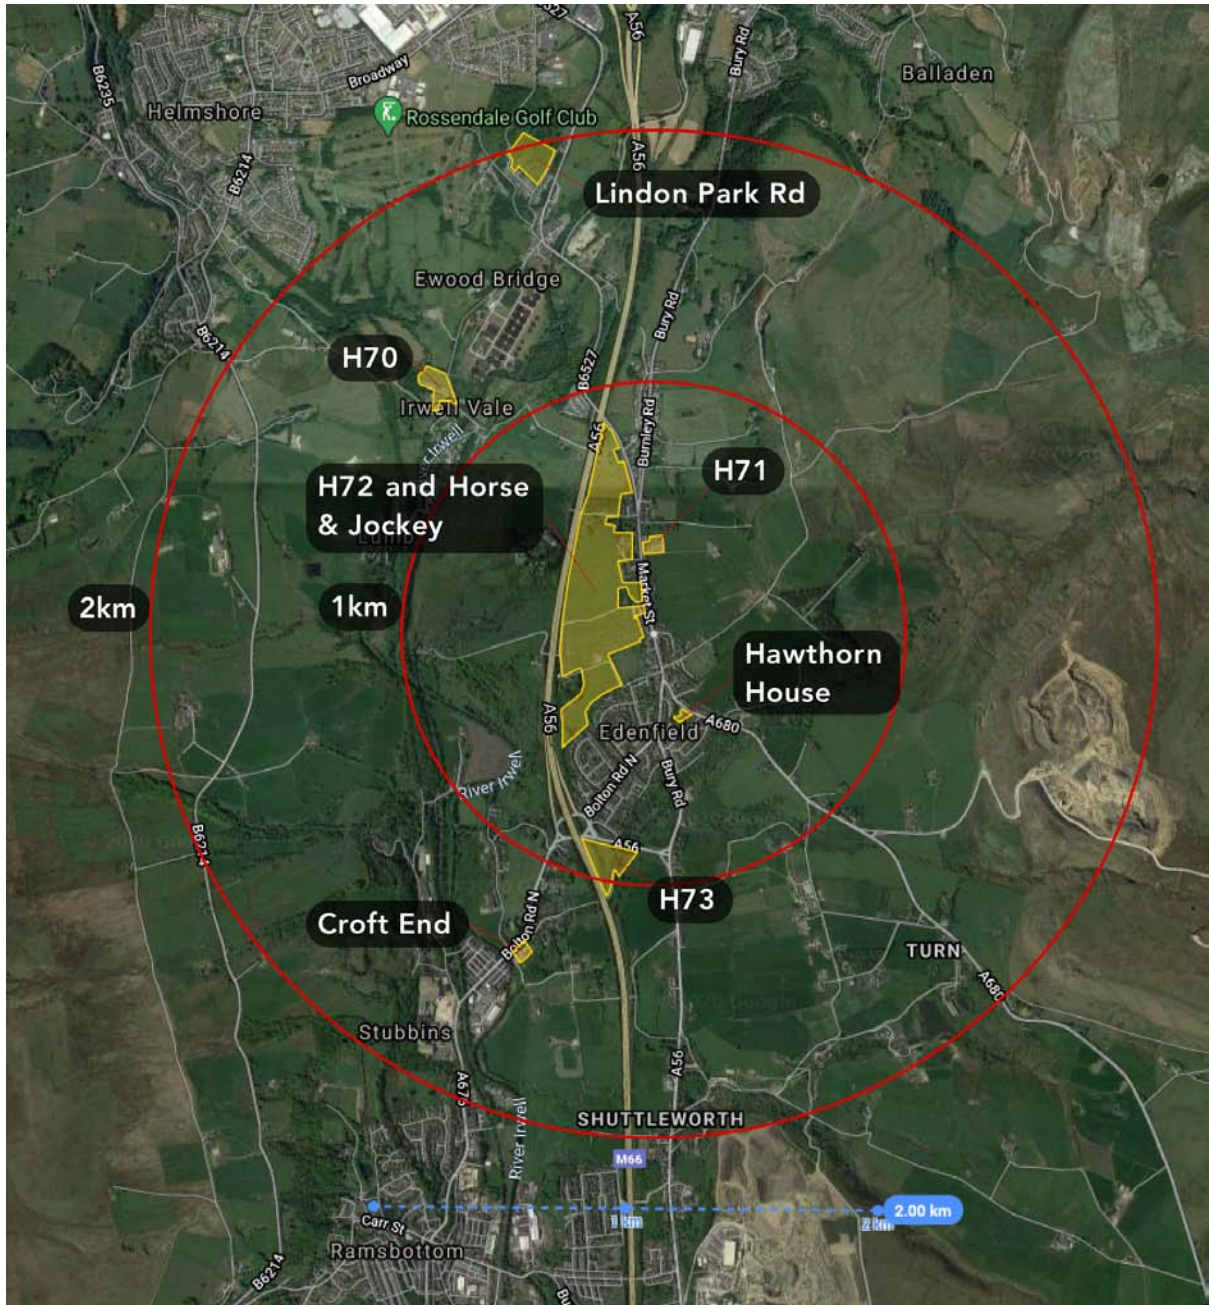 B6527
A56
Bury Rd
Balladen
B6235
Broadway
Helmshore
Rossendale Golf Club
A56
B6214
Lindon Park Rd
Ewood Bridge
Bury Rd
B6214
H70
B6527
Irwell Vale
A56
Burnley Rd
River Irwell
H71
H72 and Horse
& Jockey
2km
1km
Market St
Hawthorn
House
A56
A680
Edenfield
River Irwell
Bolton Rd N
Bury Rd
B6214
A56
H73
Croft End
Bolton Rd N
TURN
A680
Stubbins
A56
A676
River Irwell
SHUTTLEWORTH
M66
1 km
2 km
2.00 km
Carr St
Ramsbottom
B6214